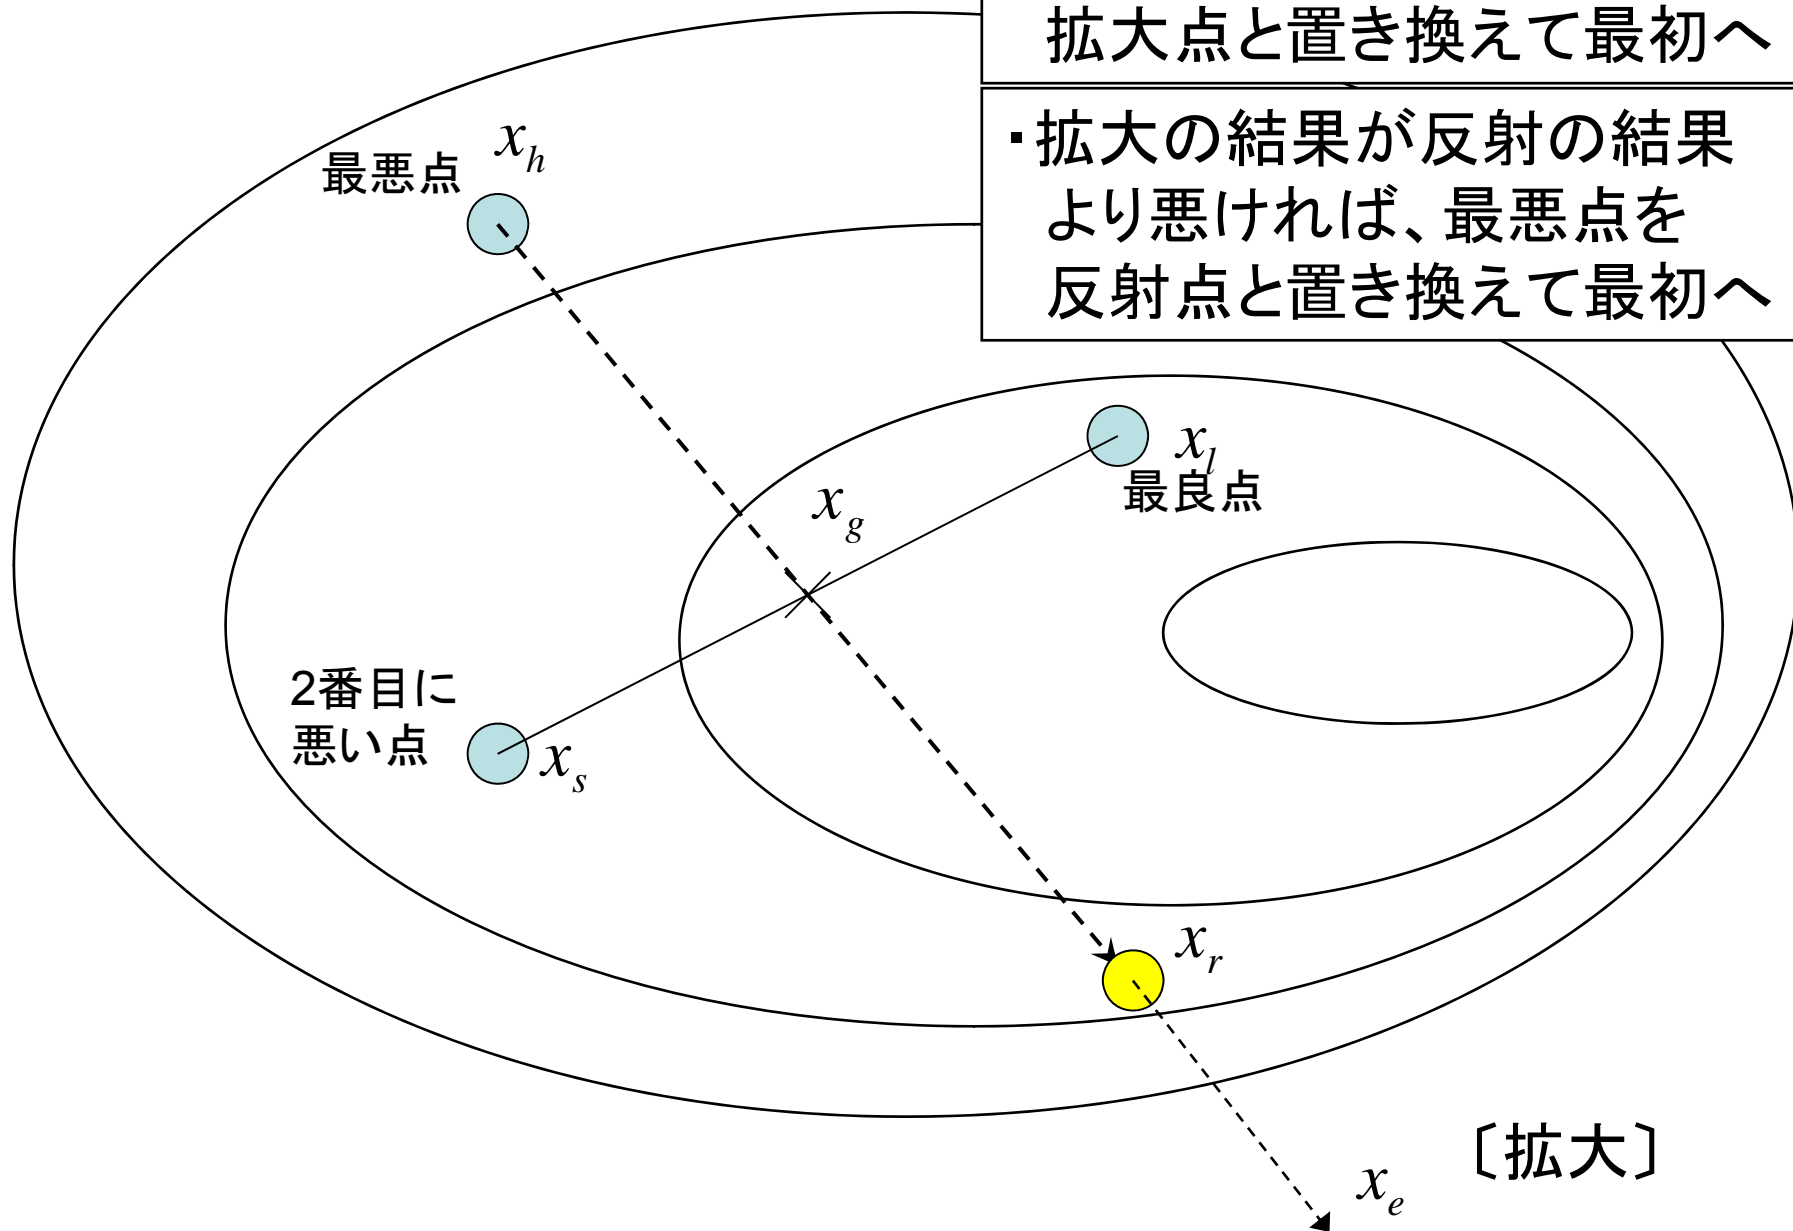 拡大点と置き換えて最初へ
・拡大の結果が反射の結果
より悪ければ、最悪点を
反射点と置き換えて最初へ
最悪点
x_h
x_l
最良点
x_g
2番目に
悪い点
x_s
x_r
〔拡大〕
x_e